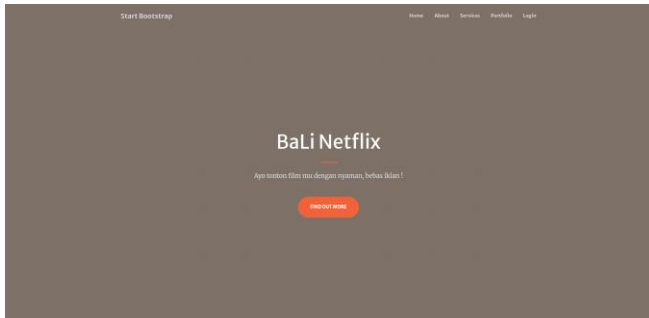 Start Bootstrap
Home About Services Portfolio Login
BaLi Netflix
Ayo tonton film mu dengan nyaman, bebas iklan !
FIND OUT MORE